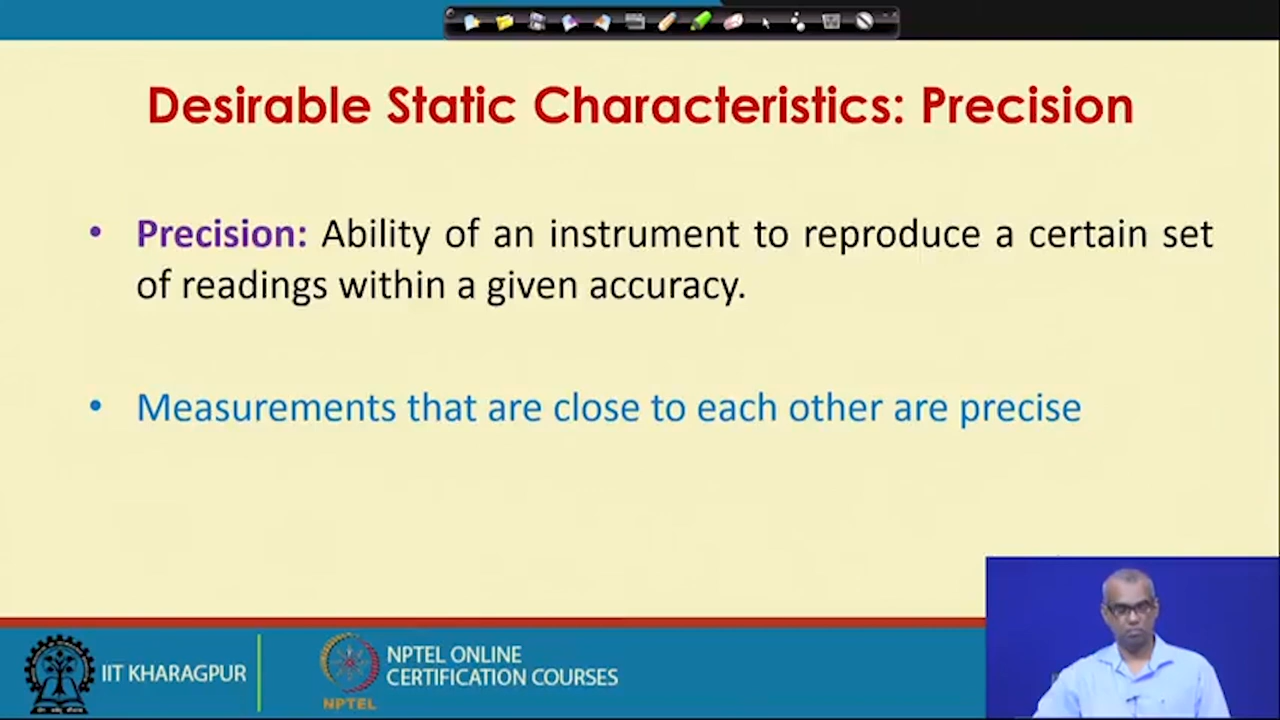 Desirable Static Characteristics: Precision
• Precision: Ability of an instrument to reproduce a certain set
of readings within a given accuracy.
• Measurements that are close to each other are precise
IIT KHARAGPUR
NPTEL
NPTEL ONLINE
CERTIFICATION COURSES